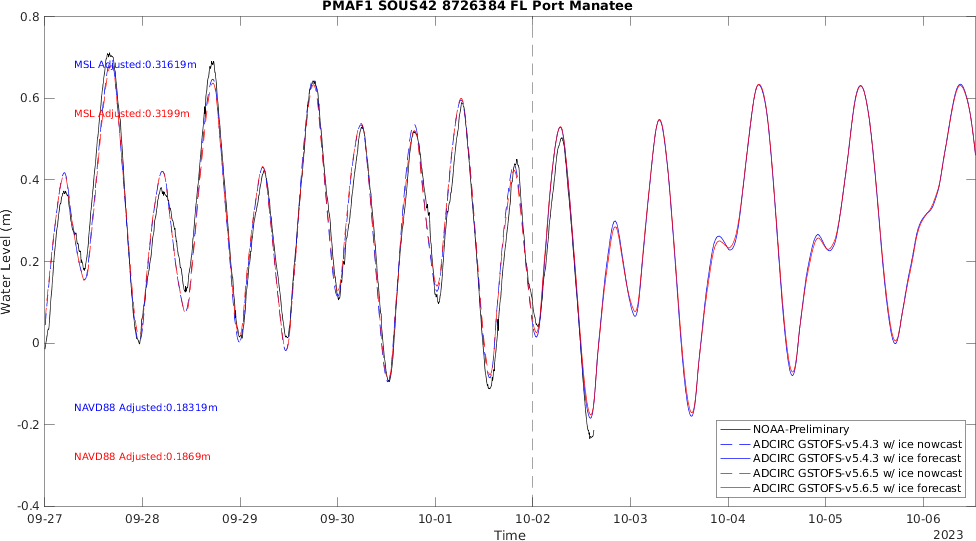 PMAF1 SOUS42 8726384 FL Port Manatee
0.8
0.6
0.4
0.2
0
-0.2
-0.4
Water Level (m)
MSL Adjusted:0.31619m
MSL Adjusted:0.3199m
NAVD88 Adjusted:0.18319m
NAVD88 Adjusted:0.1869m
NOAA-Preliminary
ADCIRC GSTOFS-v5.4.3 w/ ice nowcast
ADCIRC GSTOFS-v5.4.3 w/ ice forecast
ADCIRC GSTOFS-v5.6.5 w/ ice nowcast
ADCIRC GSTOFS-v5.6.5 w/ ice forecast
09-27 09-28 09-29 09-30 10-01 10-02 10-03 10-04 10-05 10-06
Time
2023